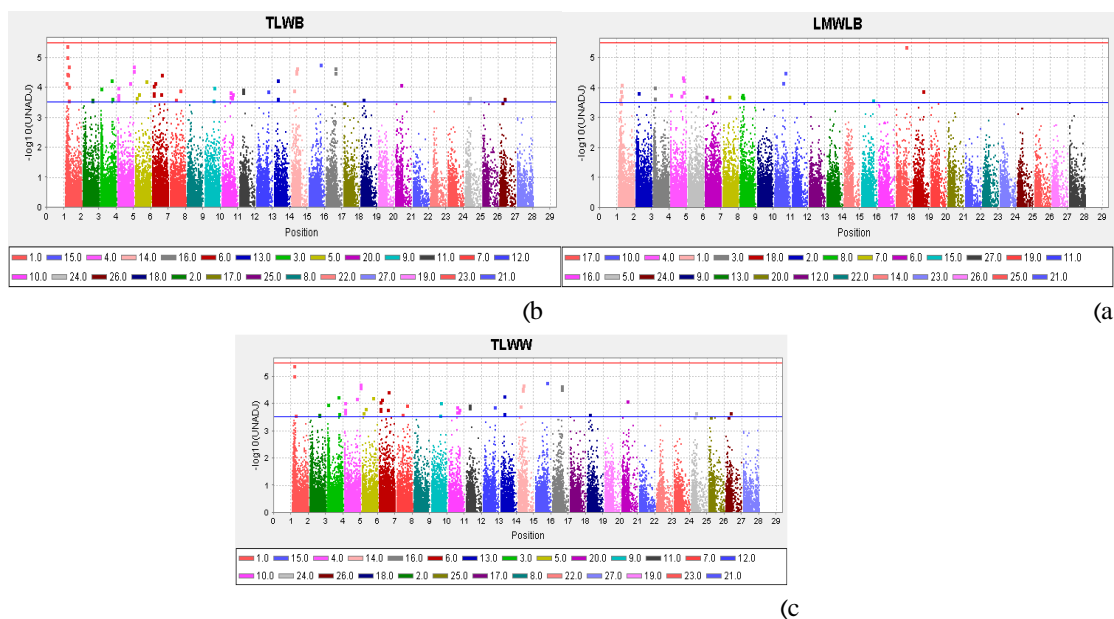 TLWB
-log10(UNADJ)
5
4
3
2
1
0
0 1 2 3 4 5 6 7 8 9 10 11 12 13 14 15 16 17 18 19 20 21 22 23 24 25 26 27 28 29
Position
1.0 15.0 4.0 14.0 16.0 6.0 13.0 3.0 5.0 20.0 9.0 11.0 7.0 12.0
10.0 24.0 26.0 18.0 2.0 17.0 25.0 8.0 22.0 27.0 19.0 23.0 21.0
(b
LMWLB
-log10(UNADJ)
5
4
3
2
1
0
0 1 2 3 4 5 6 7 8 9 10 11 12 13 14 15 16 17 18 19 20 21 22 23 24 25 26 27 28 29
Position
17.0 10.0 4.0 1.0 3.0 18.0 2.0 8.0 7.0 6.0 15.0 27.0 19.0 11.0
16.0 5.0 24.0 9.0 13.0 20.0 12.0 22.0 14.0 23.0 26.0 25.0 21.0
(a
TLWW
-log10(UNADJ)
5
4
3
2
1
0
0 1 2 3 4 5 6 7 8 9 10 11 12 13 14 15 16 17 18 19 20 21 22 23 24 25 26 27 28 29
Position
1.0 15.0 4.0 14.0 16.0 6.0 13.0 3.0 5.0 20.0 9.0 11.0 7.0 12.0
10.0 24.0 26.0 18.0 2.0 25.0 17.0 8.0 22.0 27.0 19.0 23.0 21.0
(c